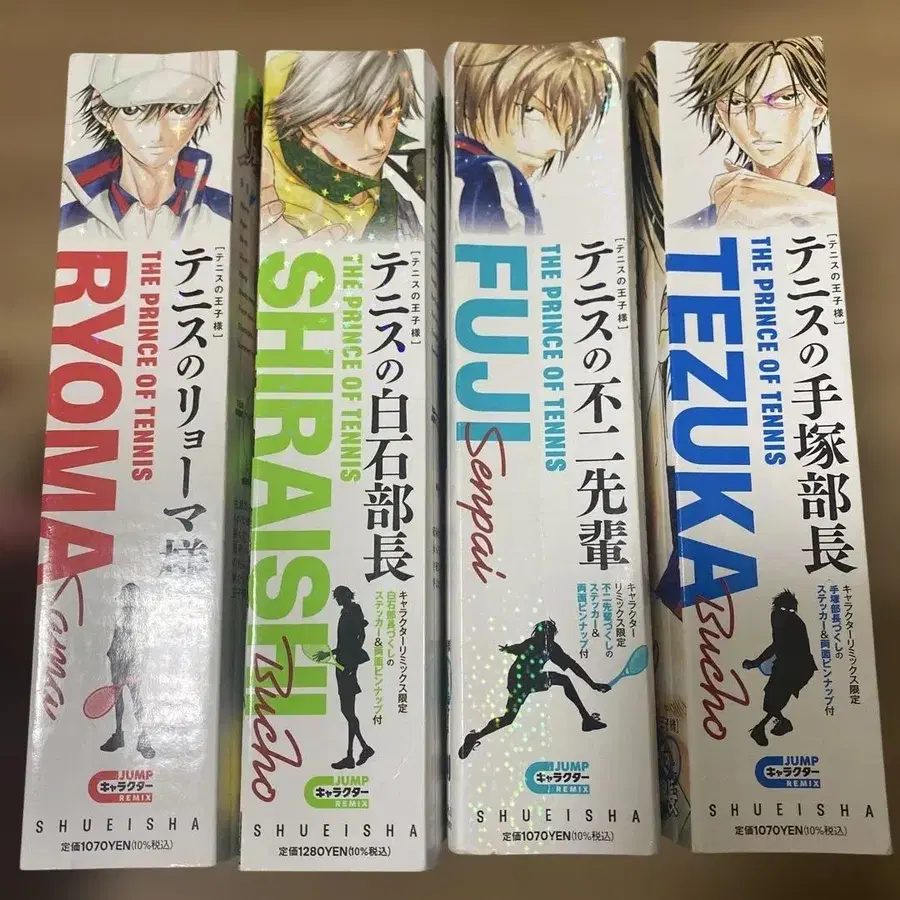 [テニスの王子様]
テニスのリョーマ様
THE PRINCE OF TENNIS
RYOMA
Sama
JUMP
キャラクター
REMIX
SHUEISHA
定価1070YEN(10%税込)
[テニスの王子様]
テニスの白石部長
THE PRINCE OF TENNIS
SHIRAISHI
Bucho
キャラクターリミックス限定
白石部長づくしの
ステッカー&両面ピンナップ付
JUMP
キャラクター
REMIX
SHUEISHA
定価1280YEN(10%税込)
[テニスの王子様]
テニスの不二先輩
THE PRINCE OF TENNIS
FUJI
Senpai
キャラクター
リミックス限定
不二先輩づくしの
ステッカー&
両面ピンナップ付
JUMP
キャラクター
REMIX
SHUEISHA
定価1070YEN(10%税込)
[テニスの王子様]
テニスの手塚部長
THE PRINCE OF TENNIS
TEZUKA
Bucho
キャラクターリミックス限定
手塚部長づくしの
ステッカー&両面ピンナップ付
JUMP
キャラクター
REMIX
SHUEISHA
定価1070YEN(10%税込)